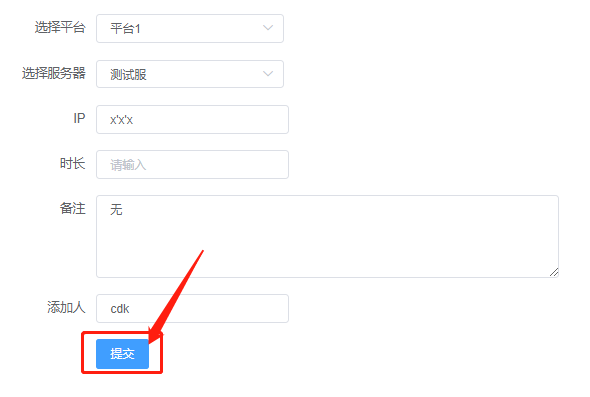 选择平台 平台1
选择服务器 测试服
IP x'x'x
时长 请输入
备注 无
添加人 cdk
提交